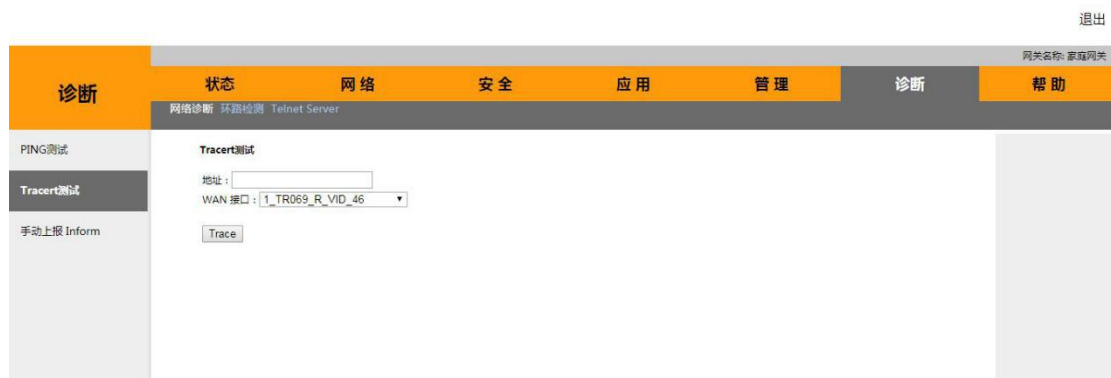 退出
网关名称: 家庭网关
诊断
状态 网络 安全 应用 管理 诊断 帮助
网络诊断 环路检测 Telnet Server
PING测试
Tracert测试
手动上报 Inform
Tracert测试
地址：
WAN 接口：1_TR069_R_VID_46
Trace